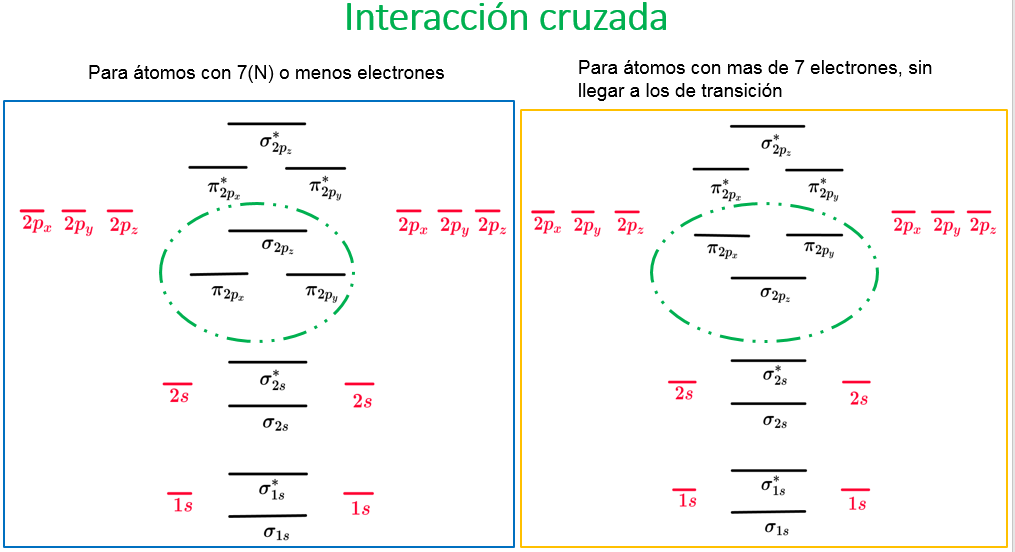 Interacción cruzada
Para átomos con 7(N) o menos electrones
σ*2pz
π*2px π*2py
2px 2py 2pz 2px 2py 2pz
σ2pz
π2px π2py
σ*2s
2s 2s
σ2s
σ*1s
1s 1s
σ1s
Para átomos con mas de 7 electrones, sin
llegar a los de transición
σ*2pz
π*2px π*2py
2px 2py 2pz 2px 2py 2pz
π2px π2py
σ2pz
σ*2s
2s 2s
σ2s
σ*1s
1s 1s
σ1s